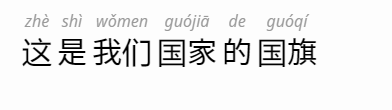 zhè shì wǒmen guójiā de guóqí
这 是 我们 国家 的 国旗